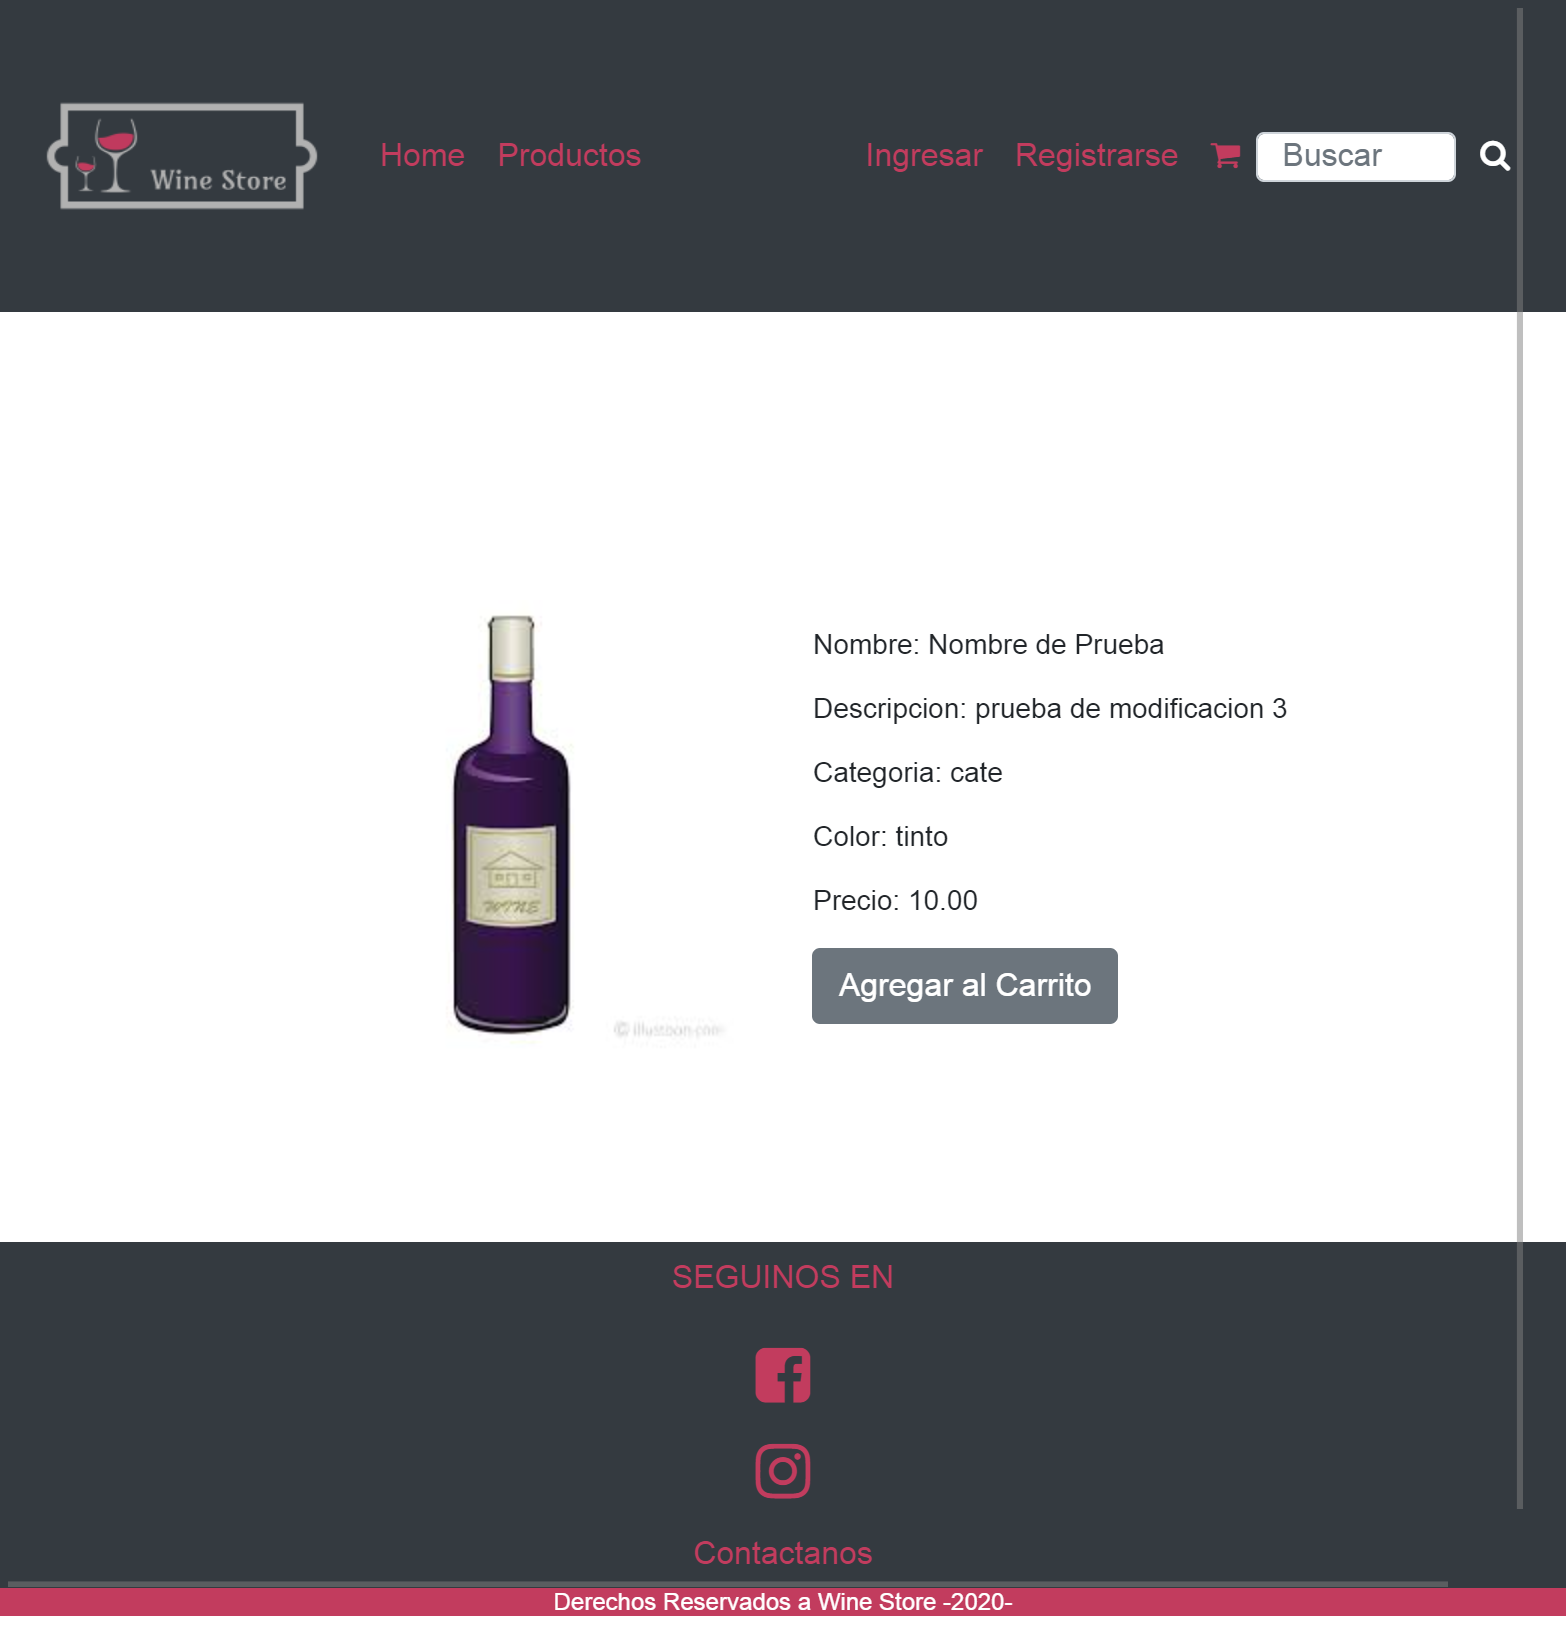 Wine Store
Home Productos Ingresar Registrarse Buscar
Nombre: Nombre de Prueba
Descripcion: prueba de modificacion 3
Categoria: cate
Color: tinto
Precio: 10.00
WINE
© illustoon.com
Agregar al Carrito
SEGUINOS EN
Contactanos
Derechos Reservados a Wine Store -2020-